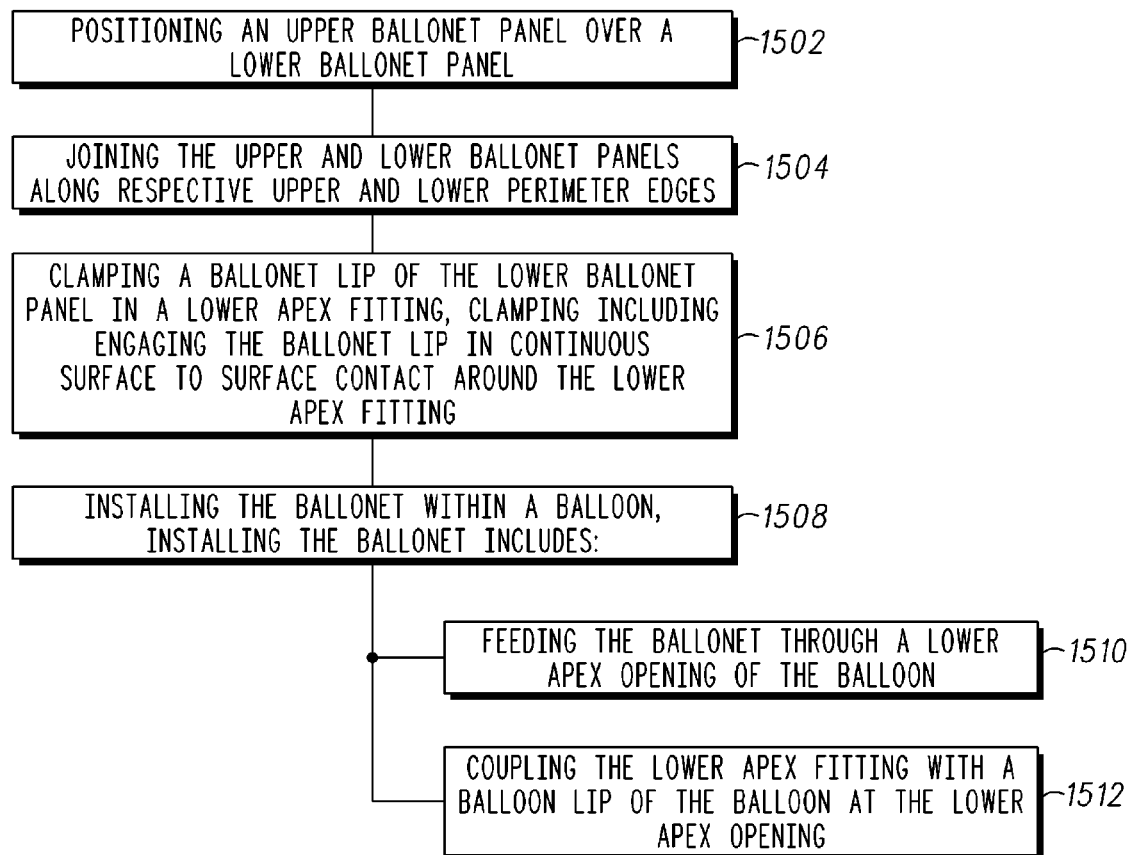 POSITIONING AN UPPER BALLONET PANEL OVER A
LOWER BALLONET PANEL
1502
JOINING THE UPPER AND LOWER BALLONET PANELS
ALONG RESPECTIVE UPPER AND LOWER PERIMETER EDGES
1504
CLAMPING A BALLONET LIP OF THE LOWER BALLONET
PANEL IN A LOWER APEX FITTING, CLAMPING INCLUDING
ENGAGING THE BALLONET LIP IN CONTINUOUS
SURFACE TO SURFACE CONTACT AROUND THE LOWER
APEX FITTING
1506
INSTALLING THE BALLONET WITHIN A BALLOON,
INSTALLING THE BALLONET INCLUDES:
1508
FEEDING THE BALLONET THROUGH A LOWER
APEX OPENING OF THE BALLOON
1510
COUPLING THE LOWER APEX FITTING WITH A
BALLOON LIP OF THE BALLOON AT THE LOWER
APEX OPENING
1512